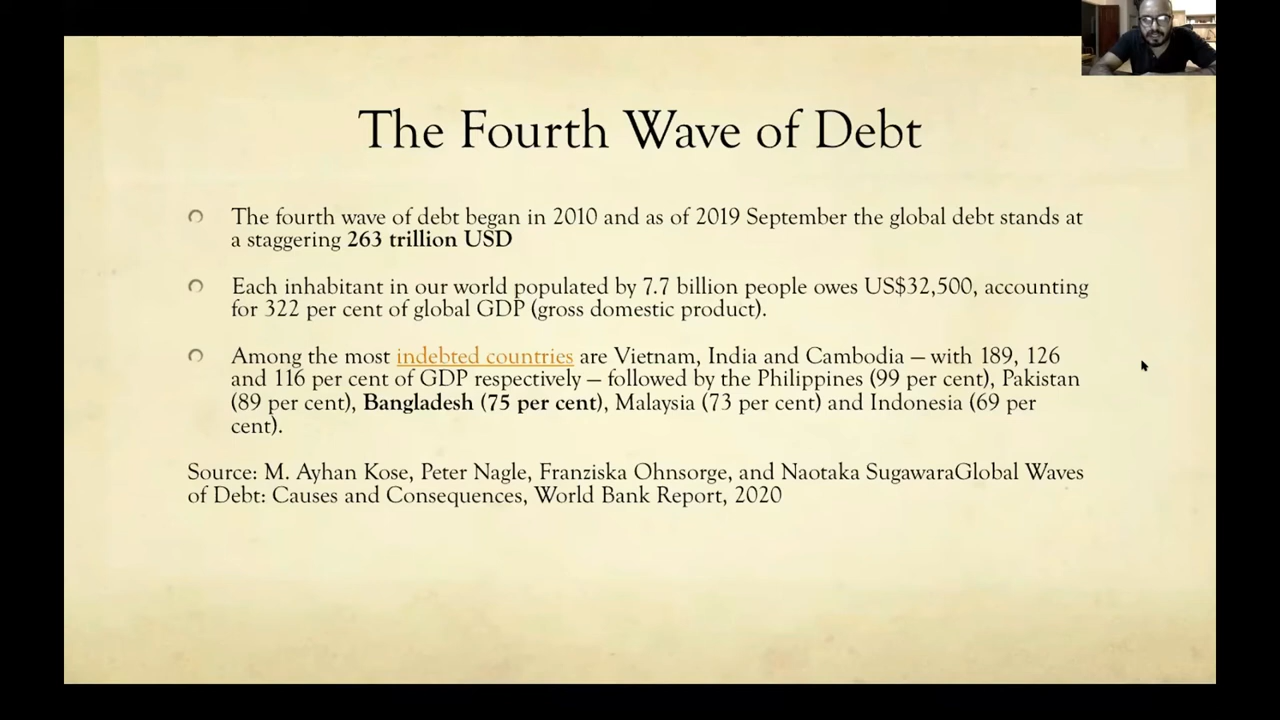 The Fourth Wave of Debt
The fourth wave of debt began in 2010 and as of 2019 September the global debt stands at
a staggering 263 trillion USD
Each inhabitant in our world populated by 7.7 billion people owes US$32,500, accounting
for 322 per cent of global GDP (gross domestic product).
Among the most indebted countries are Vietnam, India and Cambodia — with 189, 126
and 116 per cent of GDP respectively — followed by the Philippines (99 per cent), Pakistan
(89 per cent), Bangladesh (75 per cent), Malaysia (73 per cent) and Indonesia (69 per
cent).
Source: M. Ayhan Kose, Peter Nagle, Franziska Ohnsorge, and Naotaka SugawaraGlobal Waves
of Debt: Causes and Consequences, World Bank Report, 2020